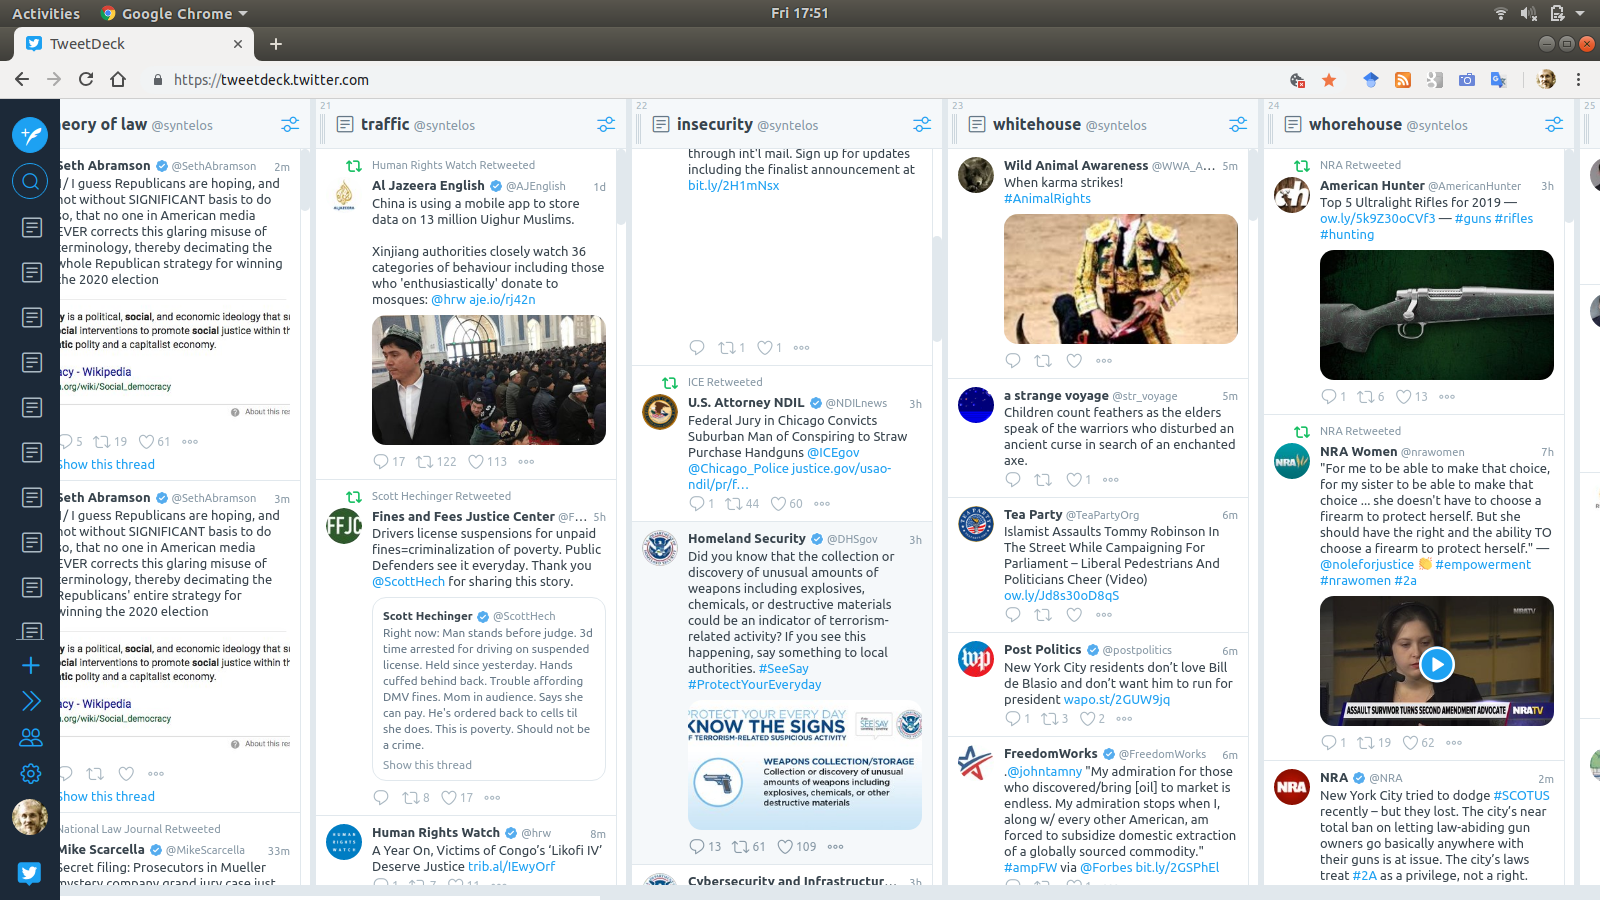 Activities
Google Chrome
Fri 17:51
TweetDeck
https://tweetdeck.twitter.com
eory of law @syntelos
Seth Abramson @SethAbramson 2m
/ I guess Republicans are hoping, and
not without SIGNIFICANT basis to do
so, that no one in American media
EVER corrects this glaring misuse of
terminology, thereby decimating the
whole Republican strategy for winning
the 2020 election
y is a political, social, and economic ideology that su
cial interventions to promote social justice within th
tic polity and a capitalist economy.
acy - Wikipedia
.org/wiki/Social_democracy
About this res
5 19 61
Show this thread
Seth Abramson @SethAbramson 3m
/ I guess Republicans are hoping, and
not without SIGNIFICANT basis to do
so, that no one in American media
EVER corrects this glaring misuse of
terminology, thereby decimating the
Republicans' entire strategy for
winning the 2020 election
y is a political, social, and economic ideology that su
cial interventions to promote social justice within th
tic polity and a capitalist economy.
acy - Wikipedia
.org/wiki/Social_democracy
About this res
Show this thread
National Law Journal Retweeted
Mike Scarcella @MikeScarcella 33m
Secret filing: Prosecutors in Mueller
mystery company grand jury case just
21
traffic @syntelos
Human Rights Watch Retweeted
Al Jazeera English @AJEnglish 1d
China is using a mobile app to store
data on 13 million Uighur Muslims.
Xinjiang authorities closely watch 36
categories of behaviour including those
who 'enthusiastically' donate to
mosques: @hrw aje.io/rj42n
17 122 113
Scott Hechinger Retweeted
FFJC
Fines and Fees Justice Center @F... 5h
Drivers license suspensions for unpaid
fines=criminalization of poverty. Public
Defenders see it everyday. Thank you
@ScottHech for sharing this story.
Scott Hechinger @ScottHech
Right now: Man stands before judge. 3d
time arrested for driving on suspended
license. Held since yesterday. Hands
cuffed behind back. Trouble affording
DMV fines. Mom in audience. Says she
can pay. He's ordered back to cells til
she does. This is poverty. Should not be
a crime.
Show this thread
8 17
HUMAN RIGHTS WATCH
Human Rights Watch @hrw 8m
A Year On, Victims of Congo's 'Likofi IV'
Deserve Justice trib.al/IEwyOrf
1 7 11
22
insecurity @syntelos
through int'l mail. Sign up for updates
including the finalist announcement at
bit.ly/2H1mNsx
1 1
ICE Retweeted
U.S. Attorney NDIL @NDILnews 3h
Federal Jury in Chicago Convicts
Suburban Man of Conspiring to Straw
Purchase Handguns @ICEgov
@Chicago_Police justice.gov/usao-
ndil/pr/f...
1 44 60
Homeland Security @DHSgov 3h
Did you know that the collection or
discovery of unusual amounts of
weapons including explosives,
chemicals, or destructive materials
could be an indicator of terrorism-
related activity? If you see this
happening, say something to local
authorities. #SeeSay
#ProtectYourEveryday
PROTECT YOUR EVERY DAY
KNOW THE SIGNS
OF TERRORISM-RELATED SUSPICIOUS ACTIVITY
WEAPONS COLLECTION/STORAGE
Collection or discovery of unusual
amounts of weapons including
explosives, chemicals, or other
destructive materials
13 61 109
Cybersecurity and Infrastructur... 3h
23
whitehouse @syntelos
Wild Animal Awareness @WWA_A... 5m
When karma strikes!
#AnimalRights
a strange voyage @str_voyage 5m
Children count feathers as the elders
speak of the warriors who disturbed an
ancient curse in search of an enchanted
axe.
1
TEA PARTY
Tea Party @TeaPartyOrg 6m
Islamist Assaults Tommy Robinson In
The Street While Campaigning For
Parliament – Liberal Pedestrians And
Politicians Cheer (Video)
ow.ly/Jd8s30oD8qS
wp
Post Politics @postpolitics 6m
New York City residents don't love Bill
de Blasio and don't want him to run for
president wapo.st/2GUW9jq
1 3 2
FreedomWorks @FreedomWorks 6m
.@johntamny "My admiration for those
who discovered/bring [oil] to market is
endless. My admiration stops when I,
along w/ every other American, am
forced to subsidize domestic extraction
of a globally sourced commodity."
#ampFW via @Forbes bit.ly/2GSPhEl
24
whorehouse @syntelos
NRA Retweeted
American Hunter @AmericanHunter 3h
Top 5 Ultralight Rifles for 2019 —
ow.ly/5k9Z30oCVf3 — #guns #rifles
#hunting
1 6 13
NRA Retweeted
NRA
NRA Women @nrawomen 7h
"For me to be able to make that choice,
for my sister to be able to make that
choice ... she doesn't have to choose a
firearm to protect herself. But she
should have the right and the ability TO
choose a firearm to protect herself." —
@noleforjustice 👏 #empowerment
#nrawomen #2a
NRATV
ASSAULT SURVIVOR TURNS SECOND AMENDMENT ADVOCATE NRATV
1 19 62
NRA
NRA @NRA 2m
New York City tried to dodge #SCOTUS
recently – but they lost. The city's near
total ban on letting law-abiding gun
owners go basically anywhere with
their guns is at issue. The city's laws
treat #2A as a privilege, not a right.
25